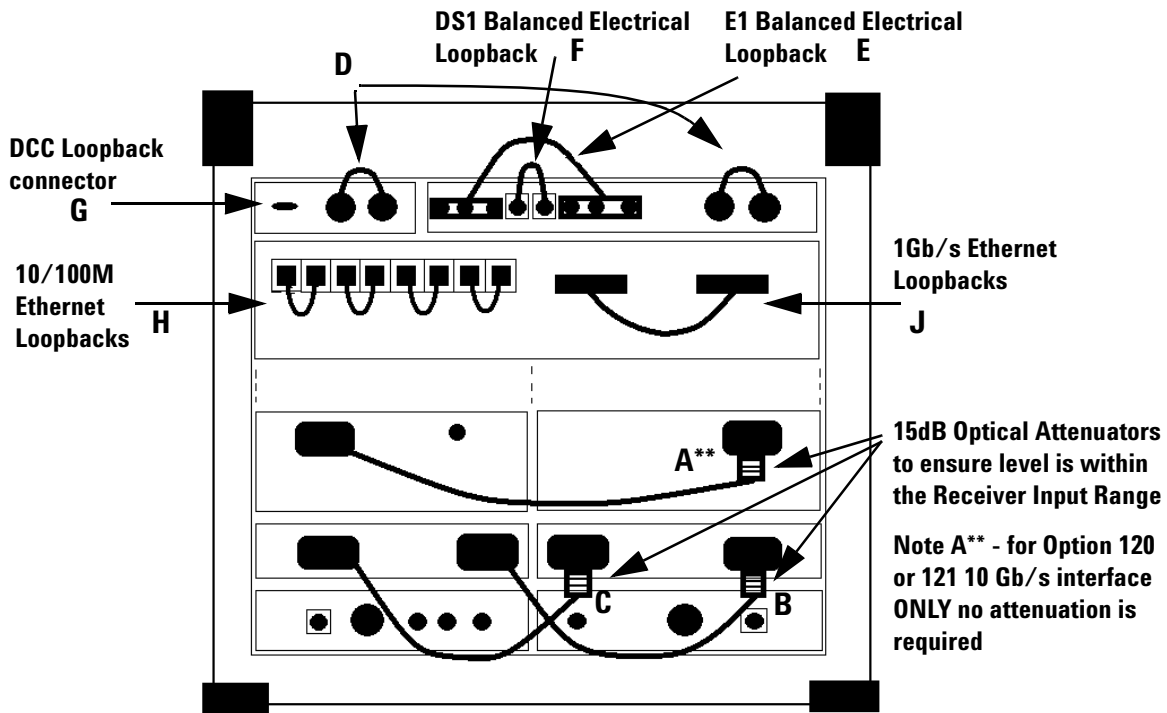 DS1 Balanced Electrical
Loopback F
E1 Balanced Electrical
Loopback E
D
DCC Loopback
connector
G
10/100M
Ethernet
Loopbacks H
1Gb/s Ethernet
Loopbacks
J
A**
15dB Optical Attenuators
to ensure level is within
the Receiver Input Range
Note A** - for Option 120
or 121 10 Gb/s interface
ONLY no attenuation is
required
C
B